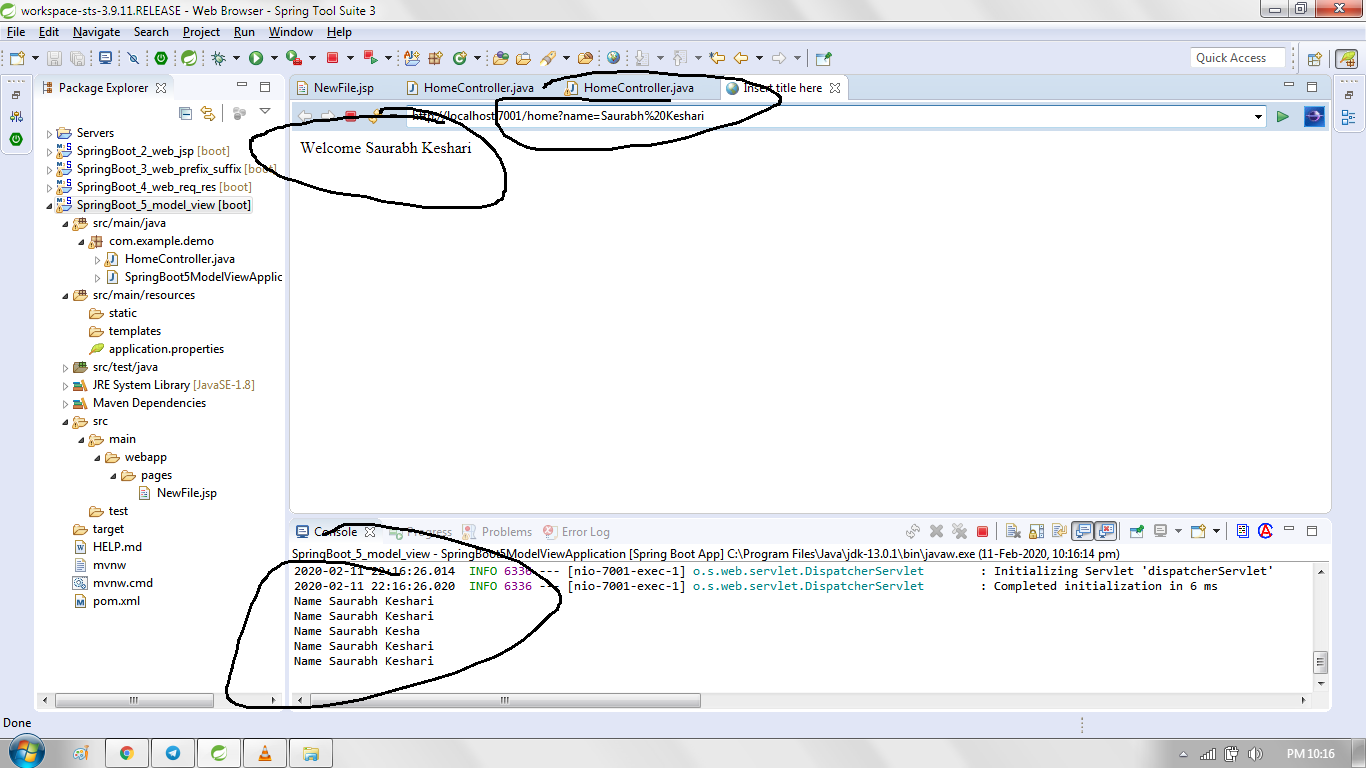 workspace-sts-3.9.11.RELEASE - Web Browser - Spring Tool Suite 3
File Edit Navigate Search Project Run Window Help
Quick Access
Package Explorer
NewFile.jsp HomeController.java HomeController.java Insert title here
http://localhost:7001/home?name=Saurabh%20Keshari
Welcome Saurabh Keshari
Servers
SpringBoot_2_web_jsp [boot]
SpringBoot_3_web_prefix_suffix [boot]
SpringBoot_4_web_req_res [boot]
SpringBoot_5_model_view [boot]
src/main/java
com.example.demo
HomeController.java
SpringBoot5ModelViewApplic
src/main/resources
static
templates
application.properties
src/test/java
JRE System Library [JavaSE-1.8]
Maven Dependencies
src
main
webapp
pages
NewFile.jsp
test
target
HELP.md
mvnw
mvnw.cmd
pom.xml
Console Progress Problems Error Log
SpringBoot_5_model_view - SpringBoot5ModelViewApplication [Spring Boot App] C:\Program Files\Java\jdk-13.0.1\bin\javaw.exe (11-Feb-2020, 10:16:14 pm)
2020-02-11 22:16:26.014 INFO 6336 --- [nio-7001-exec-1] o.s.web.servlet.DispatcherServlet : Initializing Servlet 'dispatcherServlet'
2020-02-11 22:16:26.020 INFO 6336 --- [nio-7001-exec-1] o.s.web.servlet.DispatcherServlet : Completed initialization in 6 ms
Name Saurabh Keshari
Name Saurabh Keshari
Name Saurabh Kesha
Name Saurabh Keshari
Name Saurabh Keshari
Done
PM 10:16